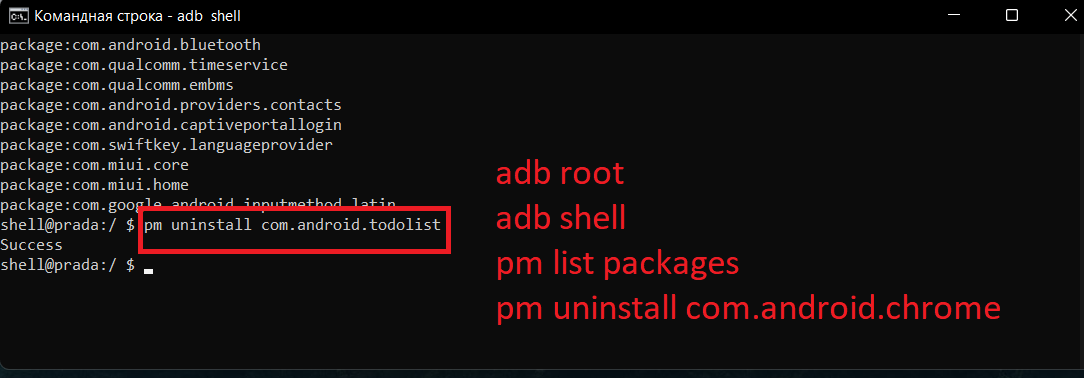 Командная строка - adb  shell
package:com.android.bluetooth
package:com.qualcomm.timeservice
package:com.qualcomm.embms
package:com.android.providers.contacts
package:com.android.captiveportallogin
package:com.swiftkey.languageprovider
package:com.miui.core
package:com.miui.home
package:com.google.android.inputmethod.latin
shell@prada:/ $ pm uninstall com.android.todolist
Success
shell@prada:/ $
adb root
adb shell
pm list packages
pm uninstall com.android.chrome